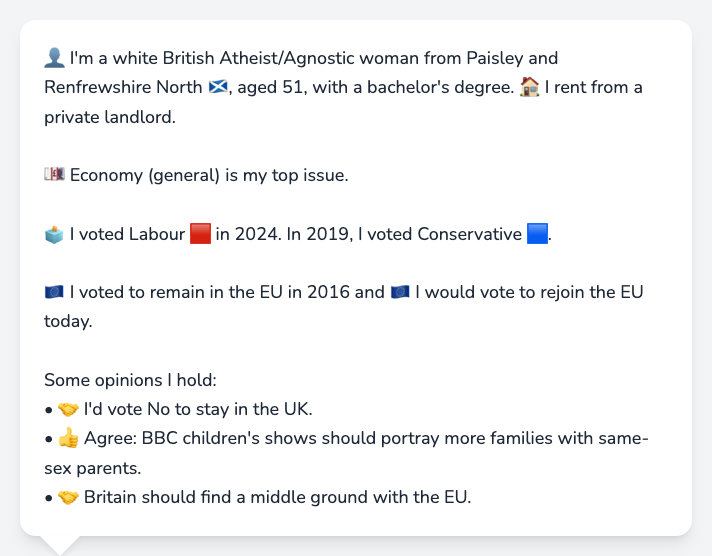 👤 I'm a white British Atheist/Agnostic woman from Paisley and
Renfrewshire North 🏴󠁧󠁢󠁳󠁣󠁴󠁿, aged 51, with a bachelor's degree. 🏠 I rent from a
private landlord.
💷 Economy (general) is my top issue.
🗳️ I voted Labour 🟥 in 2024. In 2019, I voted Conservative 🟦.
🇪🇺 I voted to remain in the EU in 2016 and 🇪🇺 I would vote to rejoin the EU
today.
Some opinions I hold:
• 🤝 I'd vote No to stay in the UK.
• 👍 Agree: BBC children's shows should portray more families with same-
sex parents.
• 🤝 Britain should find a middle ground with the EU.